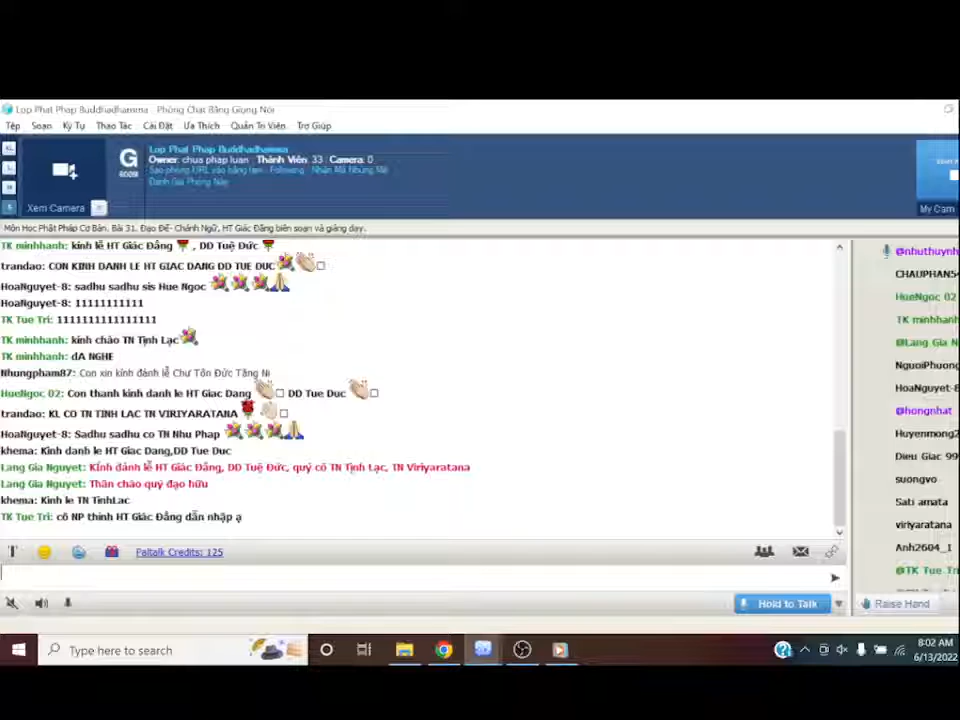 Lop Phat Phap Buddhadhamma - Phòng Chat Bằng Giọng Nói
Tệp Soạn Ký Tự Thao Tác Cài Đặt Ưa Thích Quản Trị Viên Trợ Giúp
Lop Phat Phap Buddhadhamma
G
ROOM
Owner: chua phap luan Thành Viên 33 Camera: 0
Đánh Giá Phòng Này
Xem Camera
My Cam
Môn Học Phật Pháp Cơ Bản. Bài 31. Đạo Đế- Chánh Ngữ, HT Giác Đẳng biên soạn và giảng dạy.
TK minhhanh: kính lễ HT Giác Đẳng , DD Tuệ Đức
trandao: CON KINH DANH LE HT GIAC DANG DD TUE DUC
HoaNguyet-8: sadhu sadhu sis Hue Ngoc
HoaNguyet-8: 11111111111
TK Tue Tri: 1111111111111111
TK minhhanh: kính chào TN Tịnh Lạc
TK minhhanh: dA NGHE
Nhungpham87: Con xin kính đảnh lễ Chư Tôn Đức Tăng Ni
HueNgoc 02: Con thanh kinh danh le HT Giac Dang DD Tue Duc
trandao: KL CO TN TINH LAC TN VIRIYARATANA
HoaNguyet-8: Sadhu sadhu co TN Nhu Phap
khema: Kinh danh le HT Giac Dang,DD Tue Duc
Lang Gia Nguyet: Kính đảnh lễ HT Giác Đẳng, DD Tuệ Đức, quý cô TN Tịnh Lạc, TN Viriyaratana
Lang Gia Nguyet: Thân chào quý đạo hữu
khema: Kinh le TN TinhLac
TK Tue Tri: cô NP thỉnh HT Giác Đẳng dẫn nhập ạ
Paltalk Credits: 125
Hold to Talk
@nhuthuynh
CHAUPHAN54
HueNgoc 02
TK minhhanh
@Lang Gia N
NguoiPhuong
HoaNguyet-8
@hongnhat
Huyenmong2
Dieu Giac 99
suongvo
Sati amata
viriyaratana
Anh2604_1
@TK Tue Tri
Raise Hand
Type here to search
8:02 AM
6/13/2022